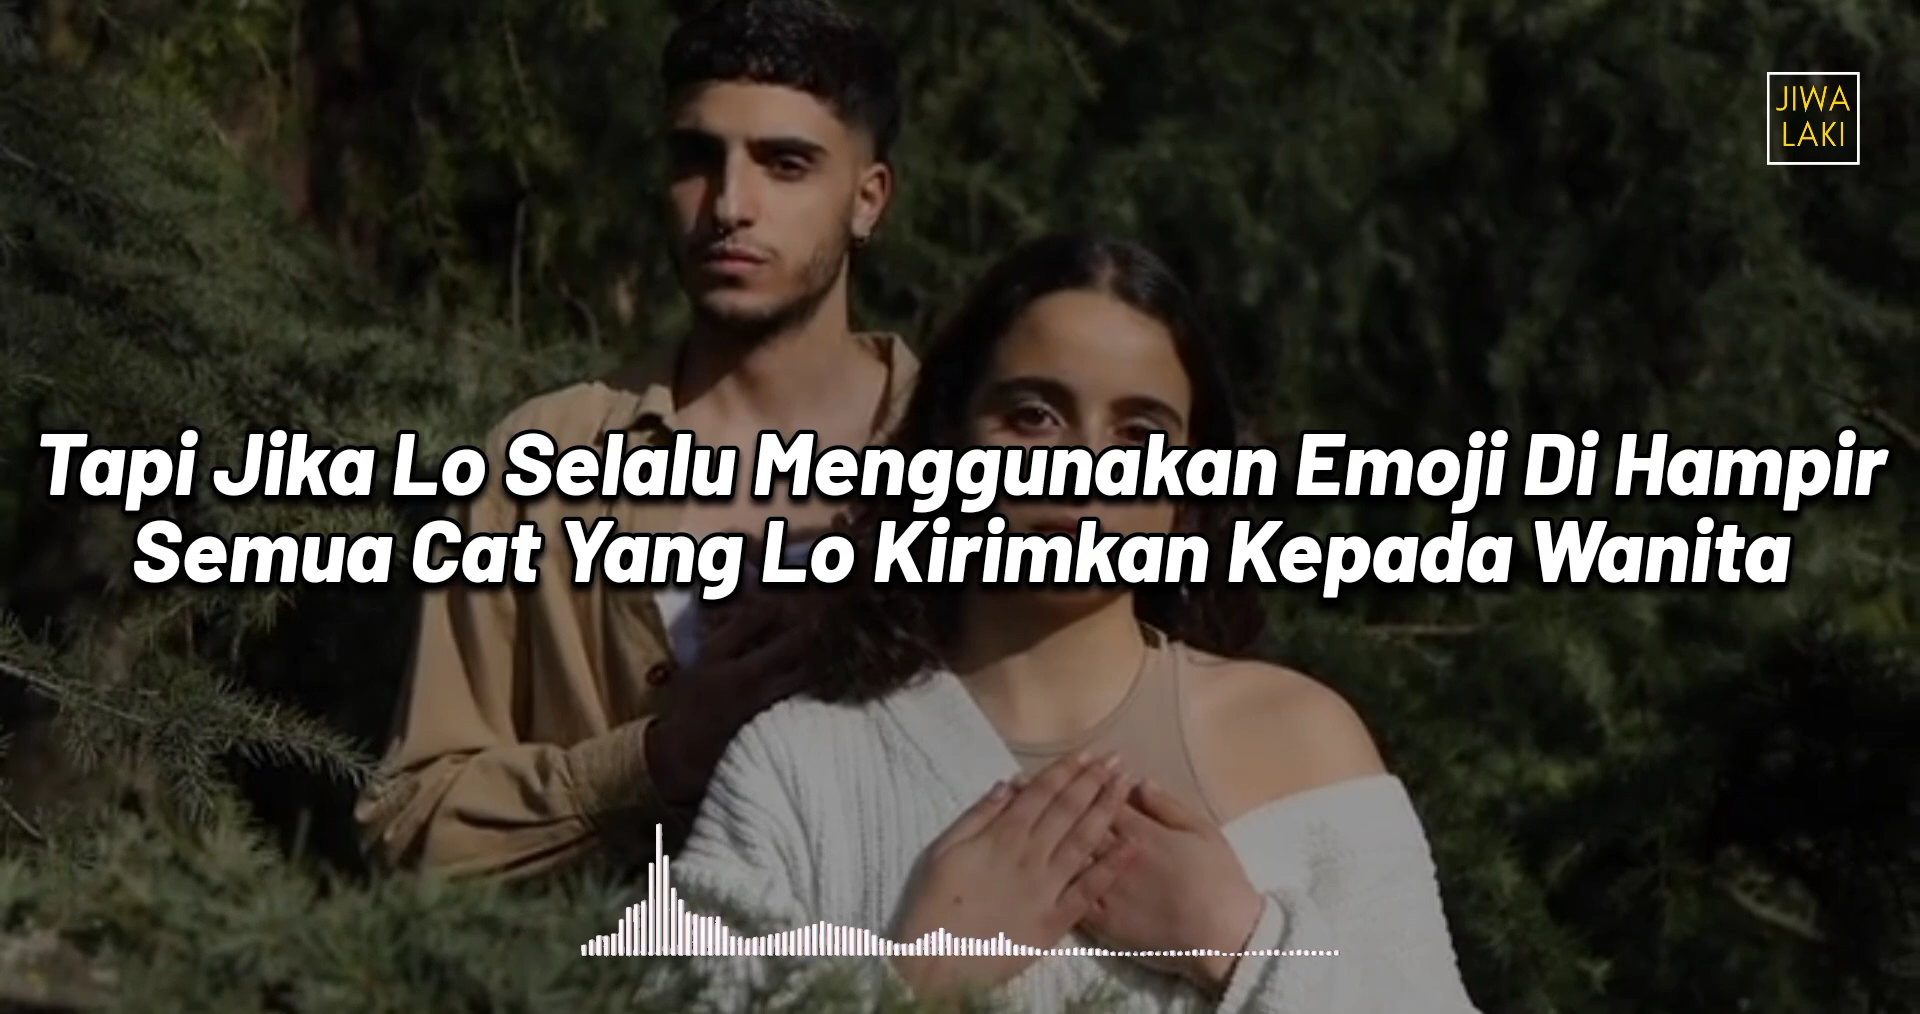 JIWA
LAKI
Tapi Jika Lo Selalu Menggunakan Emoji Di Hampir
Semua Cat Yang Lo Kirimkan Kepada Wanita